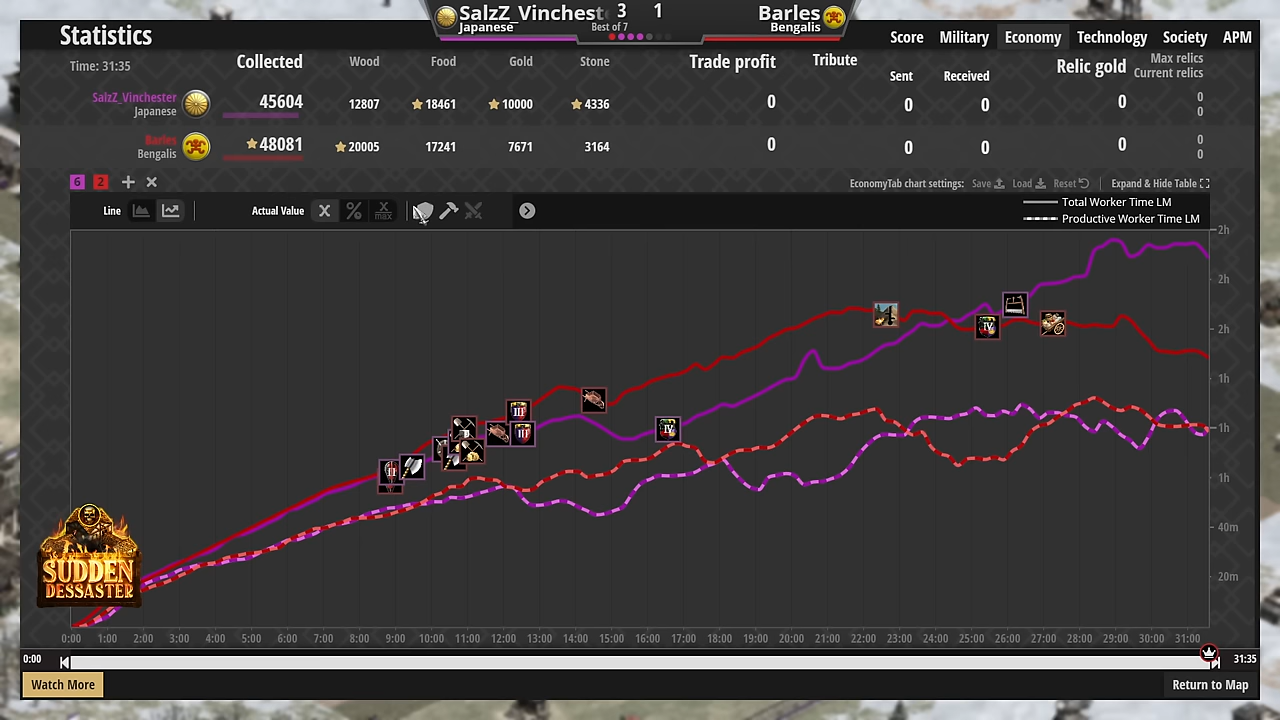 SalzZ_Vinchest 3 1 Barles
Japanese Best of 7 Bengalis
Statistics
Score Military Economy Technology Society APM
Time: 31:35
Collected Wood Food Gold Stone Trade profit Tribute Sent Received Relic gold Max relics
Current relics
SalzZ_Vinchester 45604 12807 18461 10000 4336 0 0 0 0 0
Japanese 0
Barles 48081 20005 17241 7671 3164 0 0 0 0 0
Bengalis 0
6 2 EconomyTab chart settings: Save Load Reset Expand & Hide Table
Line Actual Value X % X max
Total Worker Time LM
Productive Worker Time LM
2h
2h
2h
1h
1h
1h
40m
20m
III
III
IV
IV
II
SUDDEN
DESSASTER
0:00 1:00 2:00 3:00 4:00 5:00 6:00 7:00 8:00 9:00 10:00 11:00 12:00 13:00 14:00 15:00 16:00 17:00 18:00 19:00 20:00 21:00 22:00 23:00 24:00 25:00 26:00 27:00 28:00 29:00 30:00 31:00
0:00 31:35
Watch More Return to Map